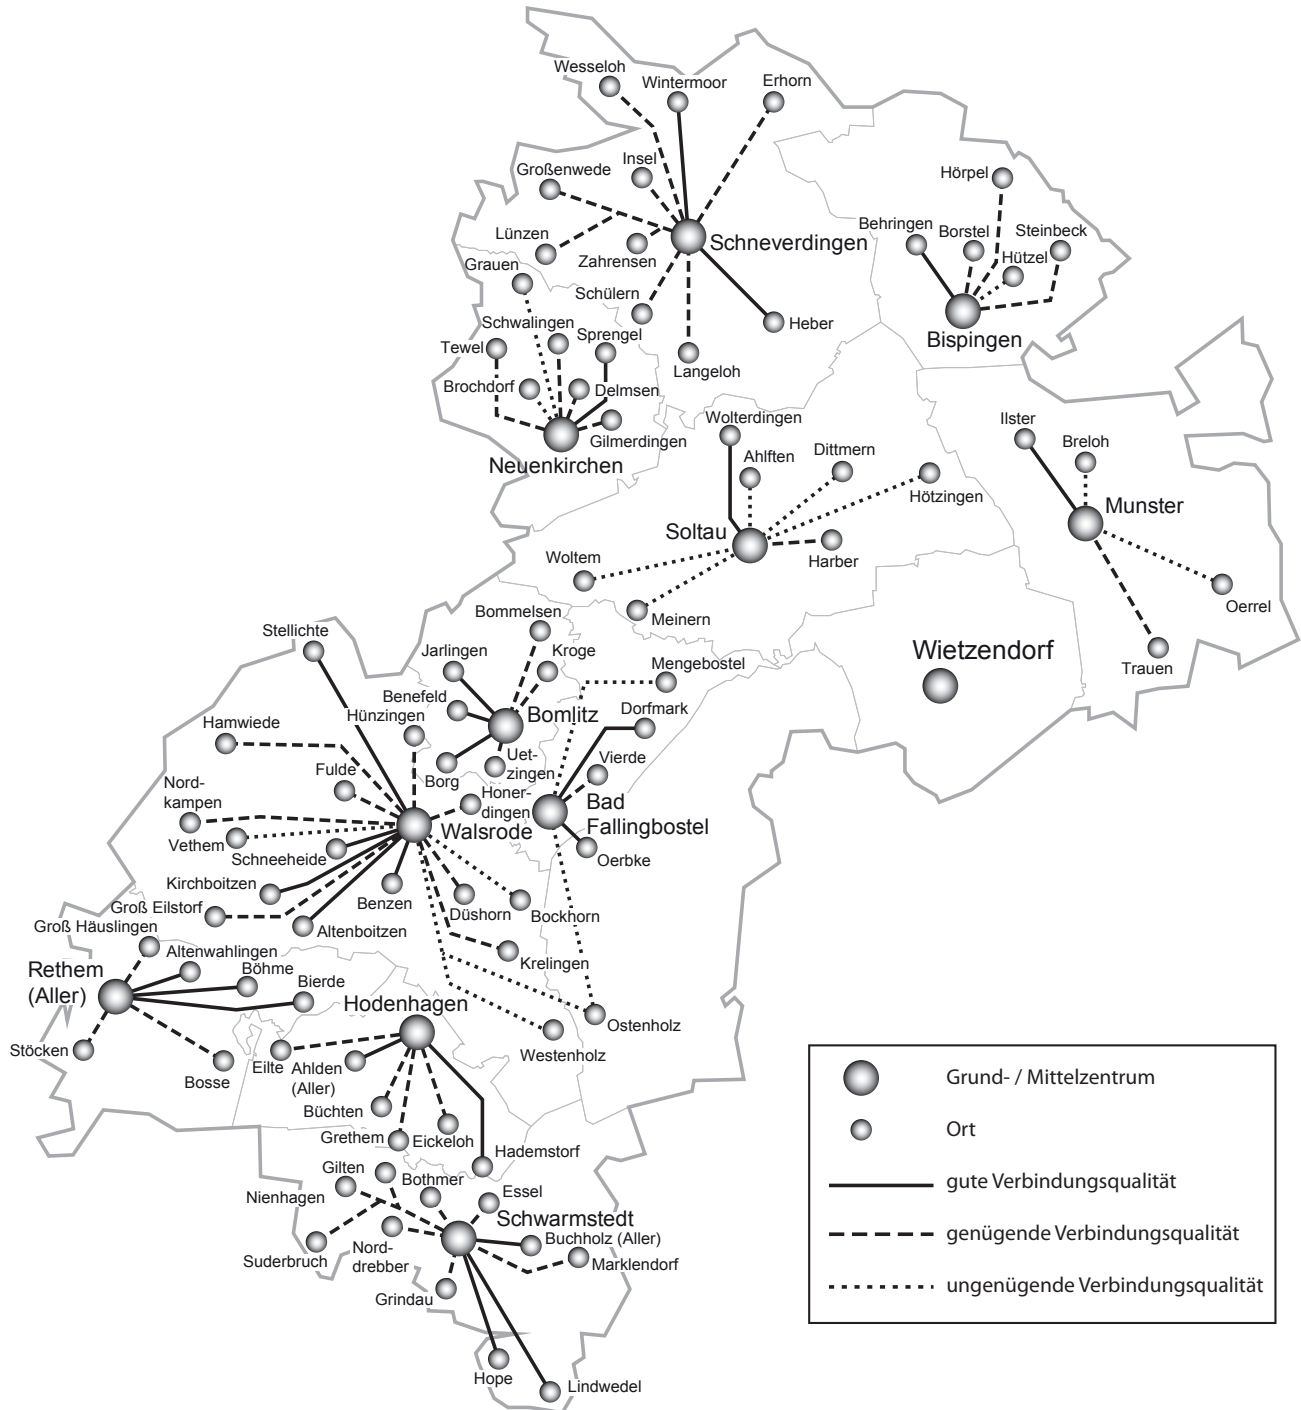 Wesseloh
Wintermoor
Erhorn
Insel
Großenwede
Hörpel
Lünzen
Zahrensen
Schneverdingen
Behringen
Borstel
Steinbeck
Hützel
Grauen
Schülern
Schwalingen
Sprengel
Heber
Bispingen
Tewel
Langeloh
Brochdorf
Delmsen
Gilmerdingen
Neuenkirchen
Wolterdingen
Ahlften
Dittmern
Hötzingen
Ilster
Breloh
Munster
Soltau
Woltem
Harber
Meinern
Oerrel
Trauen
Wietzendorf
Stellichte
Bommelsen
Jarlingen
Kroge
Mengebostel
Benefeld
Hünzingen
Bomlitz
Dorfmark
Hamwiede
Fulde
Borg
Uet-
zingen
Vierde
Nord-
kampen
Honer-
dingen
Bad
Fallingbostel
Walsrode
Vethem
Schneeheide
Oerbke
Kirchboitzen
Benzen
Groß Eilstorf
Düshorn
Bockhorn
Groß Häuslingen
Altenboitzen
Altenwahlingen
Krelingen
Rethem
(Aller)
Böhme
Bierde
Hodenhagen
Ostenholz
Stöcken
Westenholz
Bosse
Eilte
Ahlden
(Aller)
Büchten
Grethem
Eickeloh
Hademstorf
Gilten
Bothmer
Essel
Nienhagen
Schwarmstedt
Buchholz (Aller)
Suderbruch
Nord-
drebber
Marklendorf
Grindau
Hope
Lindwedel
Grund- / Mittelzentrum
Ort
gute Verbindungsqualität
genügende Verbindungsqualität
ungenügende Verbindungsqualität